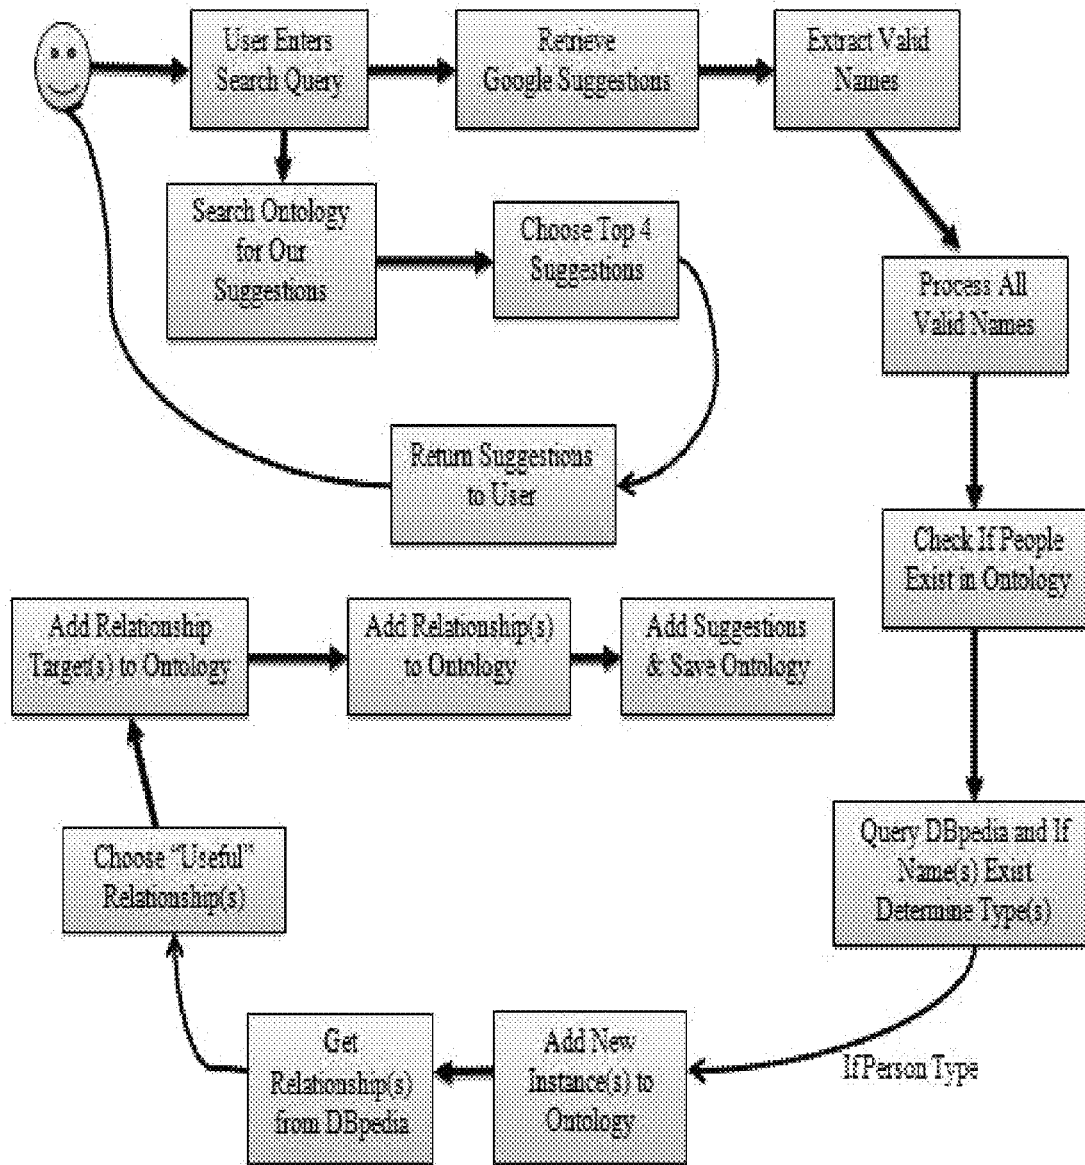 User Enters
Search Query
Retrieve
Google Suggestions
Extract Valid
Names
Search Ontology
for Our
Suggestions
Choose Top 4
Suggestions
Process All
Valid Names
Return Suggestions
to User
Check If People
Exist in Ontology
Add Relationship
Target(s) to Ontology
Add Relationship(s)
to Ontology
Add Suggestions
& Save Ontology
Choose “Useful”
Relationship(s)
Query DBpedia and If
Name(s) Exist
Determine Type(s)
Get
Relationship(s)
from DBpedia
Add New
Instance(s) to
Ontology
If Person Type